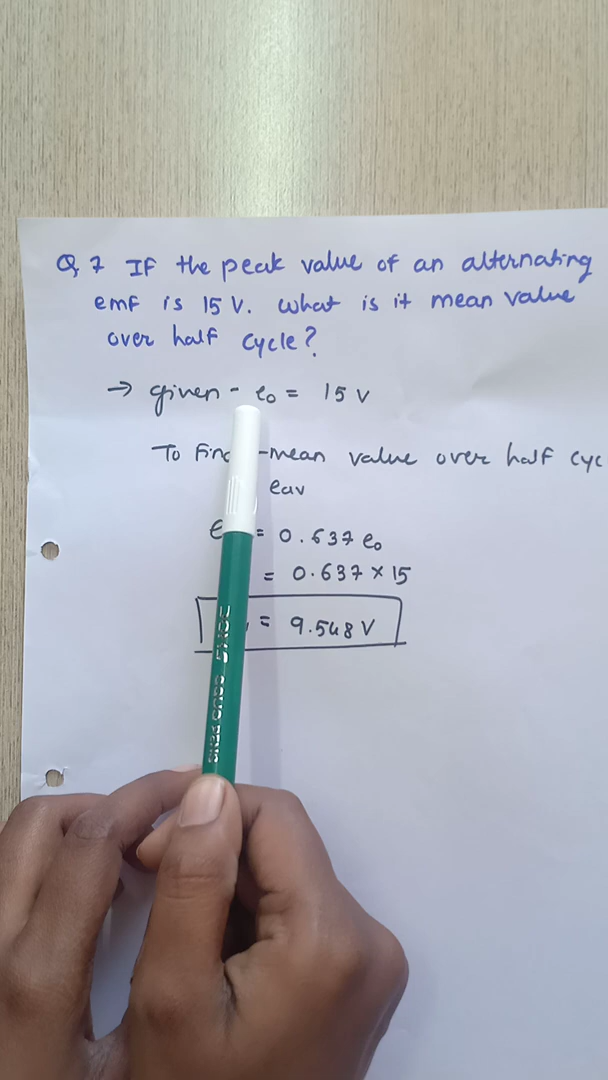 Q 7 If the peak value of an alternating
emf is 15 V. What is it mean value
over half cycle?
→ given - e₀ = 15 V
To Find -mean value over half cyc
eav
e = 0.637 e₀
= 0.637 × 15
= 9.548 V